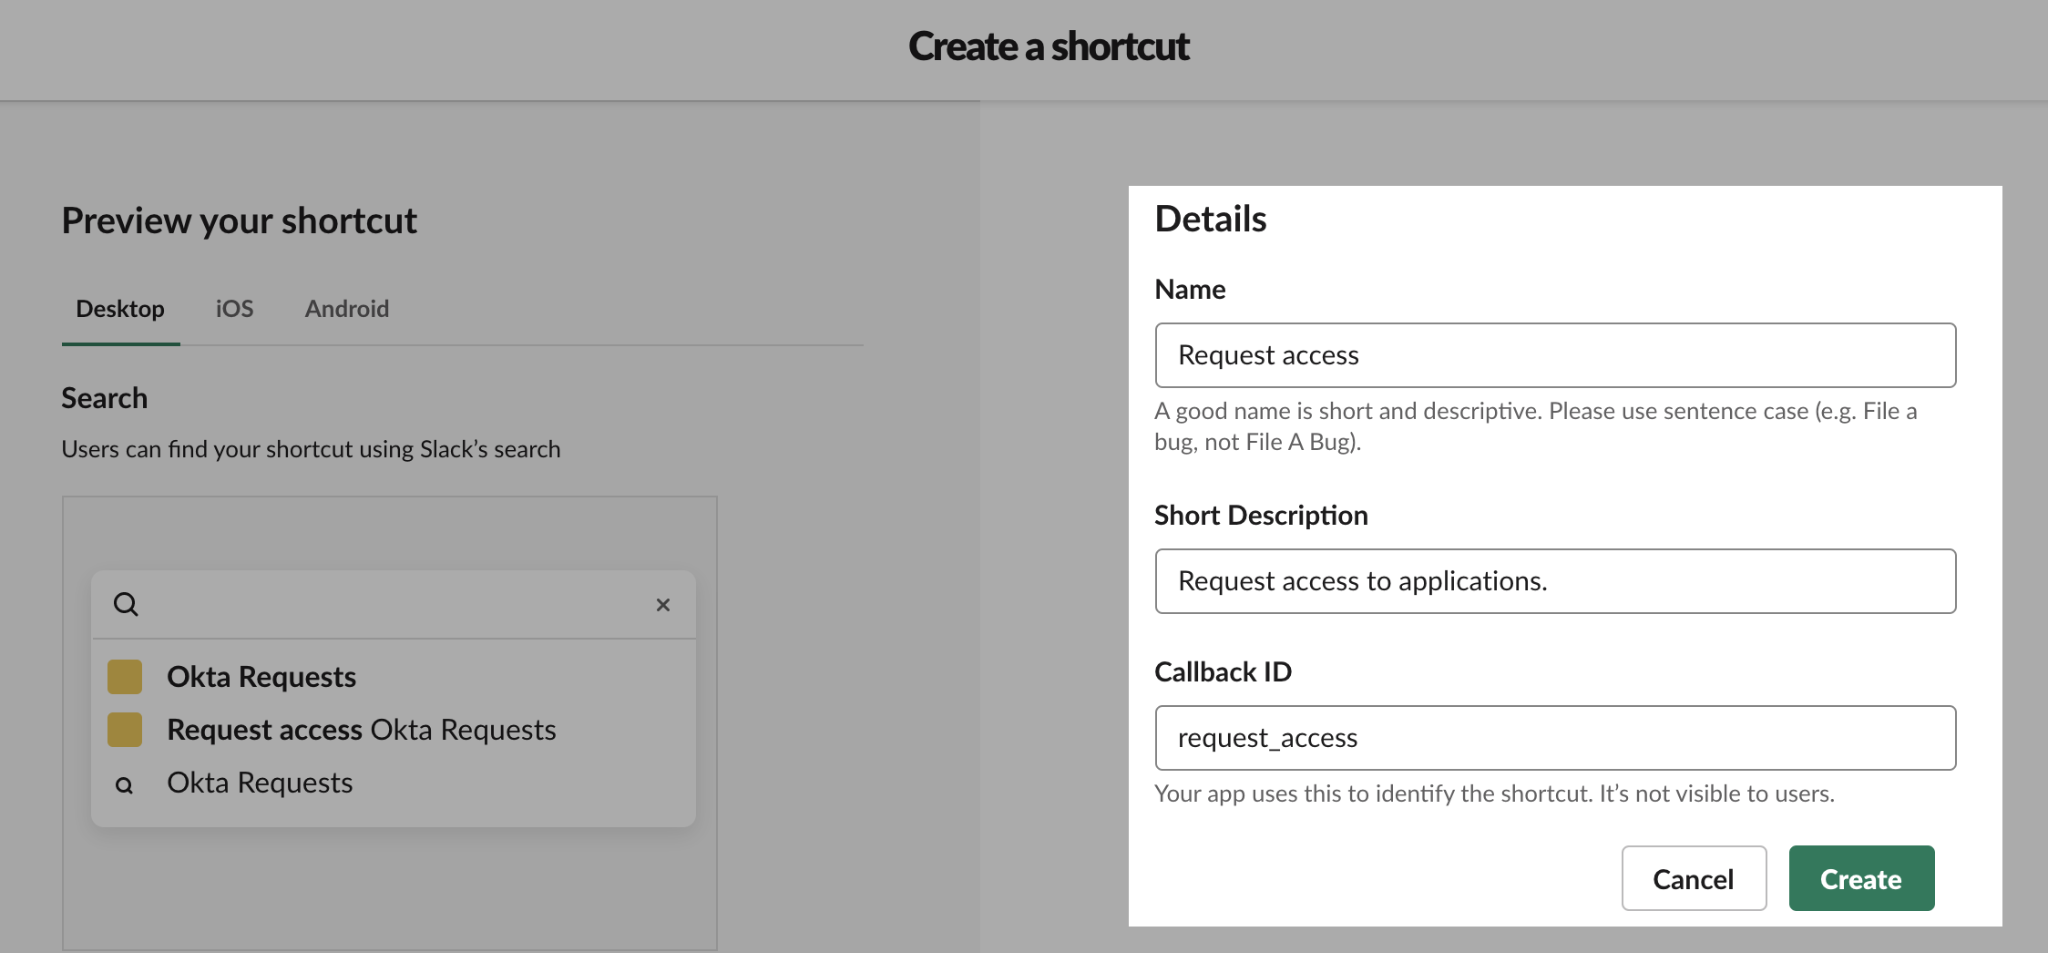 Create a shortcut
Preview your shortcut
Desktop iOS Android
Search
Users can find your shortcut using Slack’s search
Okta Requests
Request access Okta Requests
Okta Requests
Details
Name
Request access
A good name is short and descriptive. Please use sentence case (e.g. File a
bug, not File A Bug).
Short Description
Request access to applications.
Callback ID
request_access
Your app uses this to identify the shortcut. It’s not visible to users.
Cancel Create